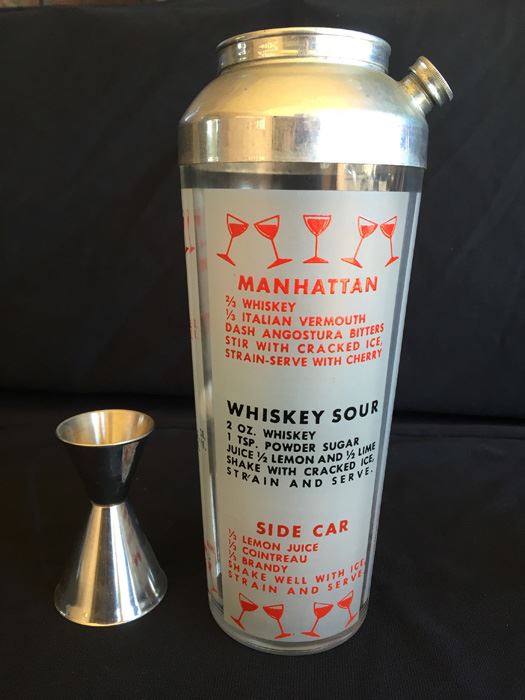 MANHATTAN
⅔ WHISKEY
⅓ ITALIAN VERMOUTH
DASH ANGOSTURA BITTERS
STIR WITH CRACKED ICE,
STRAIN-SERVE WITH CHERRY
WHISKEY SOUR
2 OZ. WHISKEY
1 TSP. POWDER SUGAR
JUICE ½ LEMON AND ½ LIME
SHAKE WITH CRACKED ICE,
STRAIN AND SERVE.
SIDE CAR
⅓ LEMON JUICE
⅓ COINTREAU
⅓ BRANDY
SHAKE WELL WITH ICE
STRAIN AND SERVE